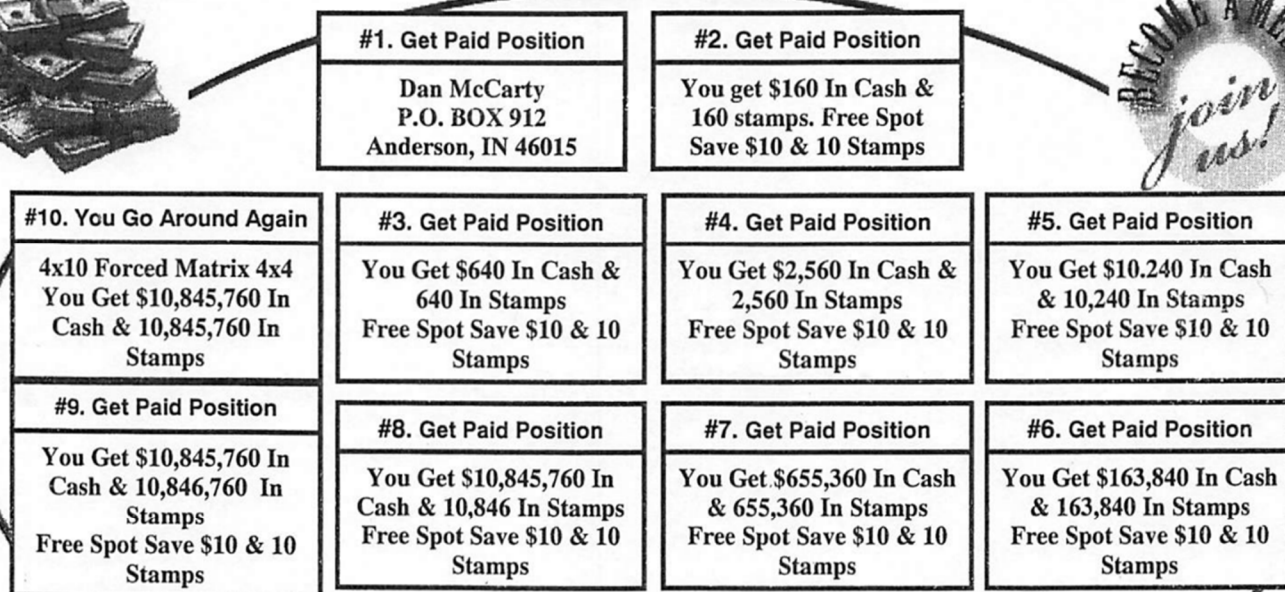 #1. Get Paid Position
Dan McCarty
P.O. BOX 912
Anderson, IN 46015
#2. Get Paid Position
You get $160 In Cash &
160 stamps. Free Spot
Save $10 & 10 Stamps
BECOME A
join
us!
#10. You Go Around Again
4x10 Forced Matrix 4x4
You Get $10,845,760 In
Cash & 10,845,760 In
Stamps
#3. Get Paid Position
You Get $640 In Cash &
640 In Stamps
Free Spot Save $10 & 10
Stamps
#4. Get Paid Position
You Get $2,560 In Cash &
2,560 In Stamps
Free Spot Save $10 & 10
Stamps
#5. Get Paid Position
You Get $10.240 In Cash
& 10,240 In Stamps
Free Spot Save $10 & 10
Stamps
#9. Get Paid Position
You Get $10,845,760 In
Cash & 10,846,760 In
Stamps
Free Spot Save $10 & 10
Stamps
#8. Get Paid Position
You Get $10,845,760 In
Cash & 10,846 In Stamps
Free Spot Save $10 & 10
Stamps
#7. Get Paid Position
You Get $655,360 In Cash
& 655,360 In Stamps
Free Spot Save $10 & 10
Stamps
#6. Get Paid Position
You Get $163,840 In Cash
& 163,840 In Stamps
Free Spot Save $10 & 10
Stamps